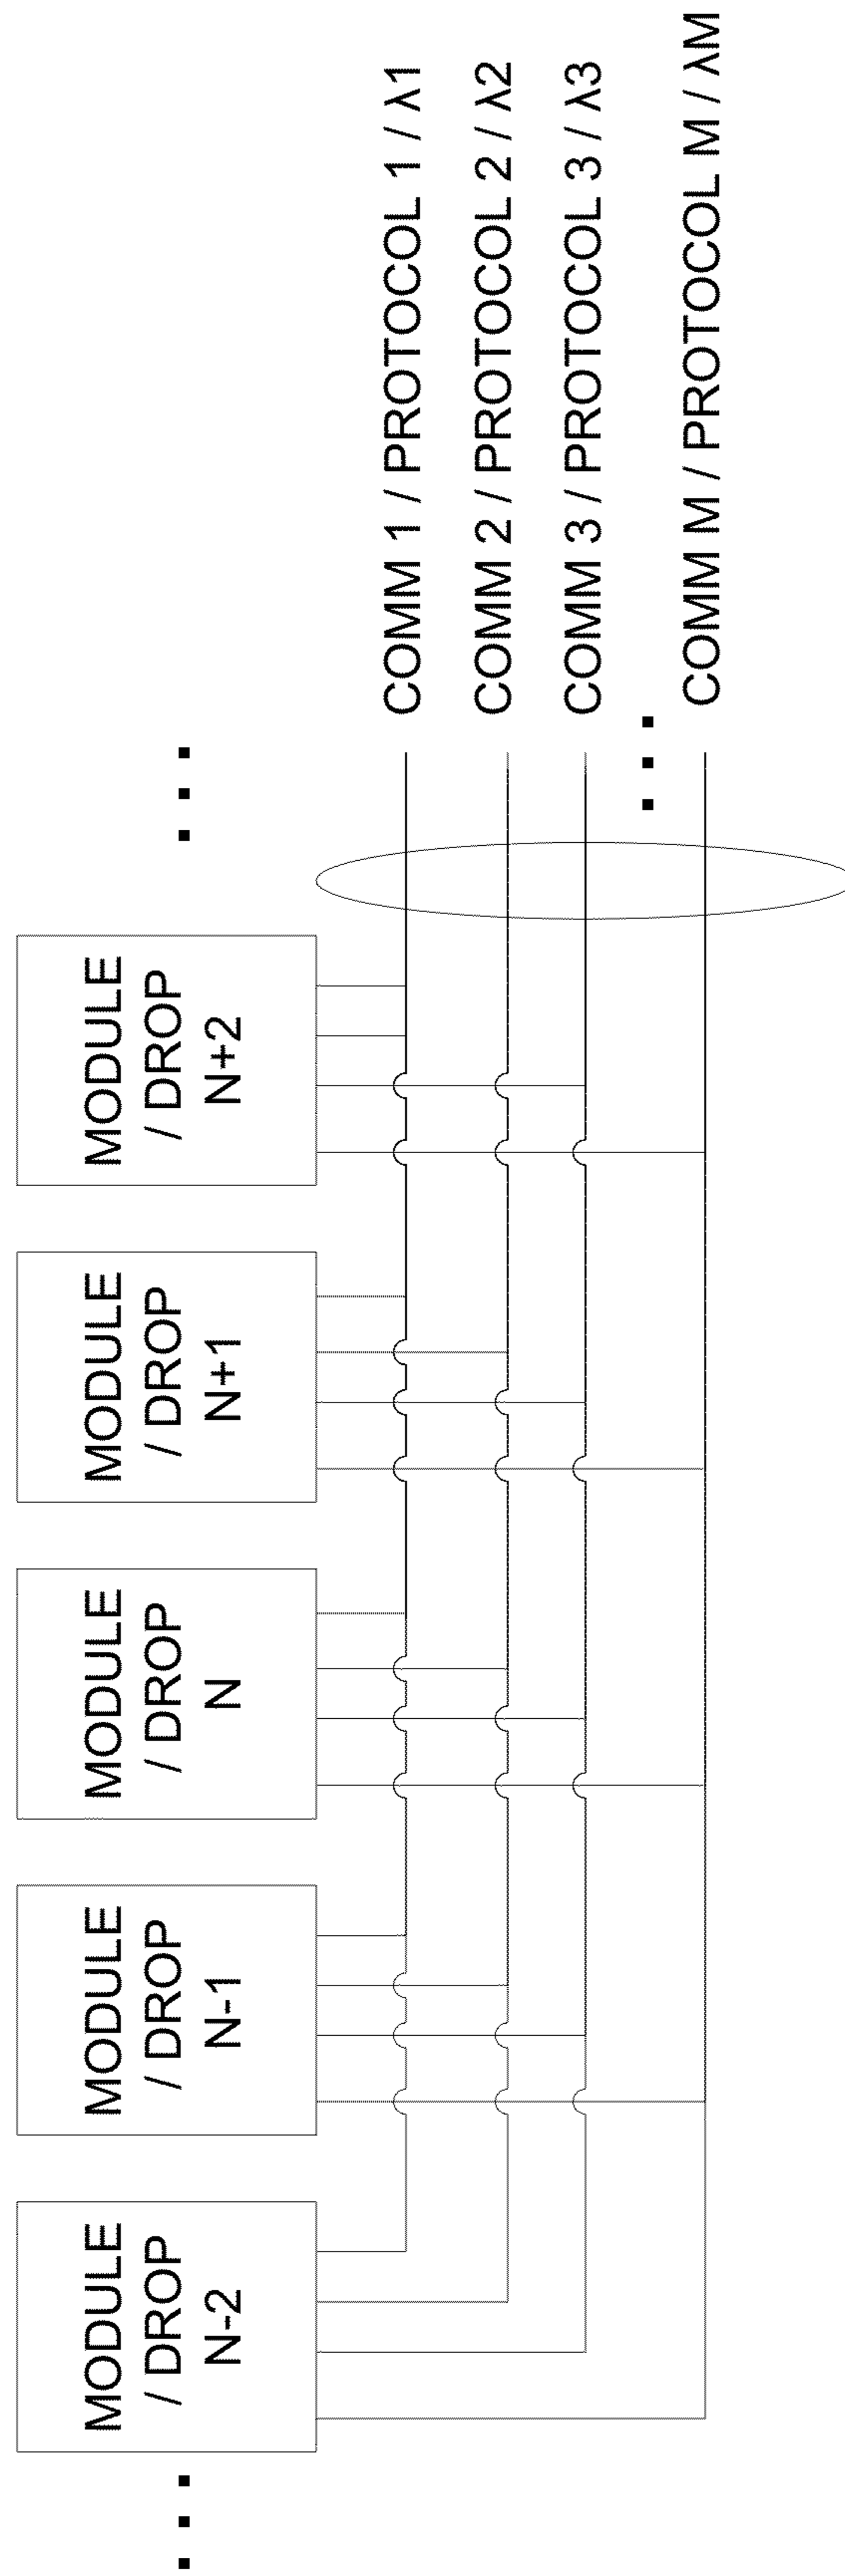 MODULE
/ DROP
N-2
MODULE
/ DROP
N-1
MODULE
/ DROP
N
MODULE
/ DROP
N+1
MODULE
/ DROP
N+2
COMM 1 / PROTOCOL 1 / λ1
COMM 2 / PROTOCOL 2 / λ2
COMM 3 / PROTOCOL 3 / λ3
COMM M / PROTOCOL M / λM